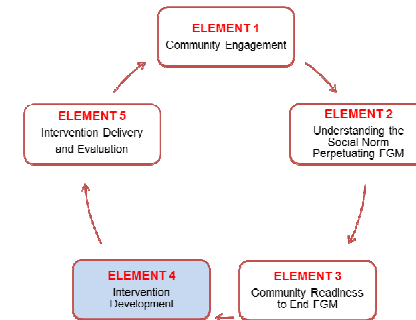 ELEMENT 1
Community Engagement
ELEMENT 2
Understanding the
Social Norm
Perpetuating FGM
ELEMENT 3
Community Readiness
to End FGM
ELEMENT 4
Intervention
Development
ELEMENT 5
Intervention Delivery
and Evaluation